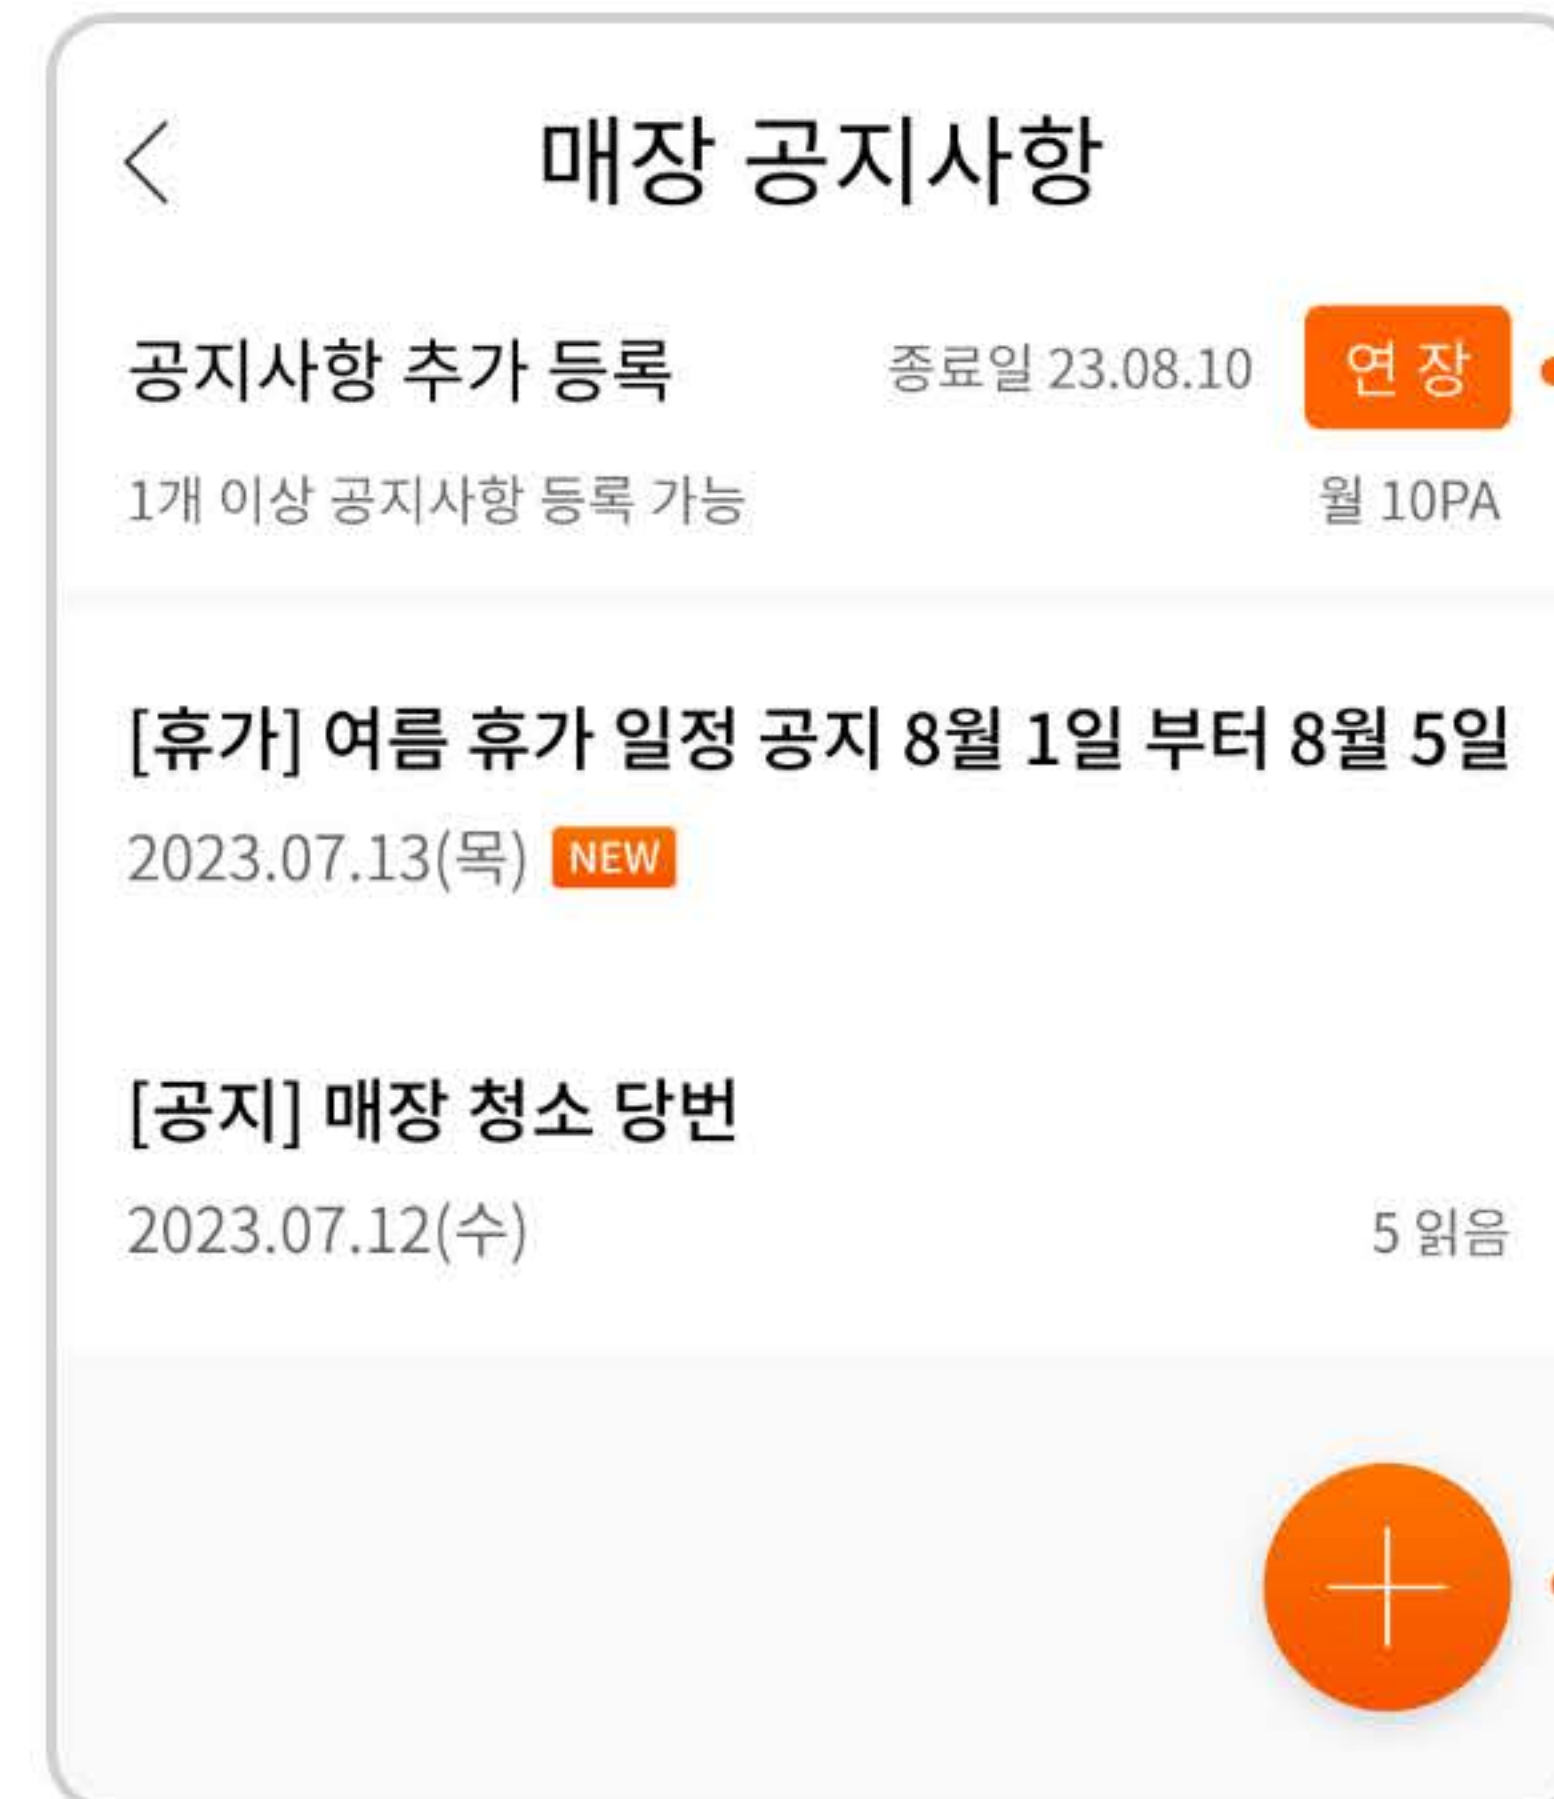 매장 공지사항
공지사항 추가 등록 종료일 23.08.10 연장
1개 이상 공지사항 등록 가능 월 10PA
[휴가] 여름 휴가 일정 공지 8월 1일 부터 8월 5일
2023.07.13(목) NEW
[공지] 매장 청소 당번
2023.07.12(수) 5 읽음